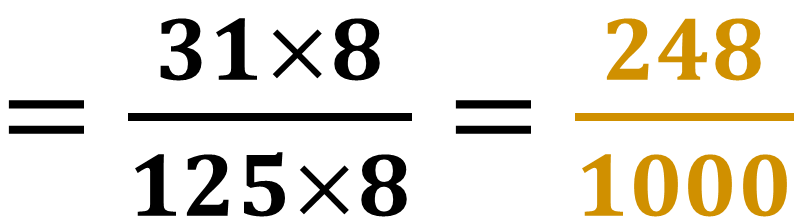 = 31×8 / 125×8 = 248 / 1000